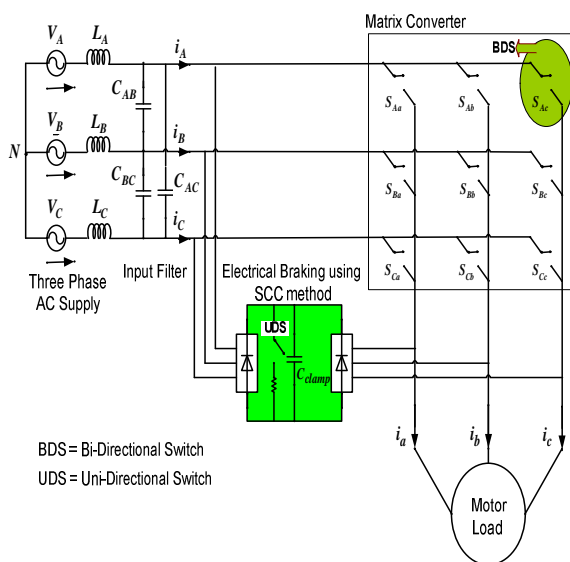 Matrix Converter
V_A L_A i_A
BDS
C_AB
S_Aa S_Ab S_Ac
V_B L_B i_B
N
C_BC C_AC
S_Ba S_Bb S_Bc
V_C L_C i_C
Three Phase
AC Supply
Input Filter
Electrical Braking using
SCC method
S_Ca S_Cb S_Cc
UDS
C_clamp
i_a i_b i_c
BDS = Bi-Directional Switch
UDS = Uni-Directional Switch
Motor
Load